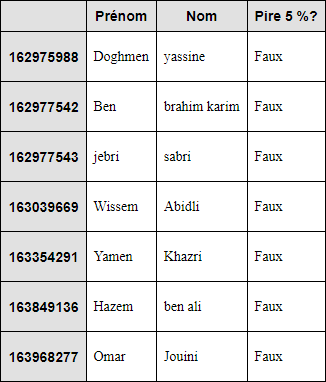 Prénom Nom Pire 5 %?
162975988 Doghmen yassine Faux
162977542 Ben brahim karim Faux
162977543 jebri sabri Faux
163039669 Wissem Abidli Faux
163354291 Yamen Khazri Faux
163849136 Hazem ben ali Faux
163968277 Omar Jouini Faux